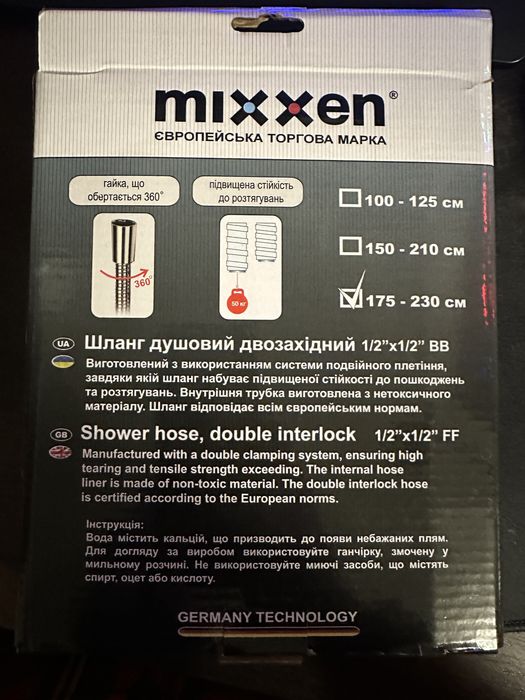 mixxen®
ЄВРОПЕЙСЬКА ТОРГОВА МАРКА
гайка, що
обертається 360°
підвищена стійкість
до розтягувань
100 - 125 см
150 - 210 см
175 - 230 см
360°
50 кг
UA Шланг душовий двозахідний 1/2”x1/2” ВВ
Виготовлений з використанням системи подвійного плетіння,
завдяки якій шланг набуває підвищеної стійкості до пошкоджень
та розтягувань. Внутрішня трубка виготовлена з нетоксичного
матеріалу. Шланг відповідає всім європейським нормам.
GB Shower hose, double interlock 1/2”x1/2” FF
Manufactured with a double clamping system, ensuring high
tearing and tensile strength exceeding. The internal hose
liner is made of non-toxic material. The double interlock hose
is certified according to the European norms.
Інструкція:
Вода містить кальцій, що призводить до появи небажаних плям.
Для догляду за виробом використовуйте ганчірку, змочену у
мильному розчині. Не використовуйте миючі засоби, що містять
спирт, оцет або кислоту.
GERMANY TECHNOLOGY